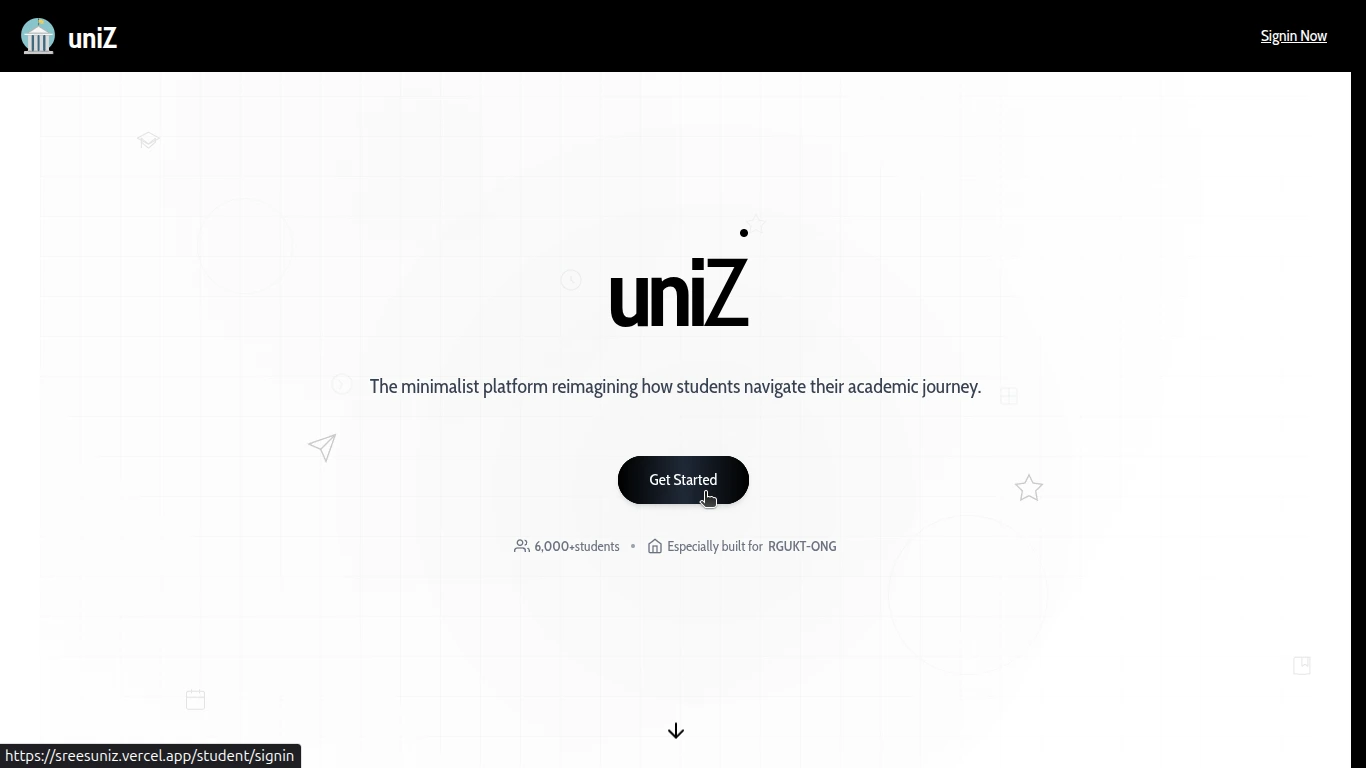 uniZ
Signin Now
uniZ
The minimalist platform reimagining how students navigate their academic journey.
Get Started
6,000+students • Especially built for RGUKT-ONG
https://sreesuniz.vercel.app/student/signin